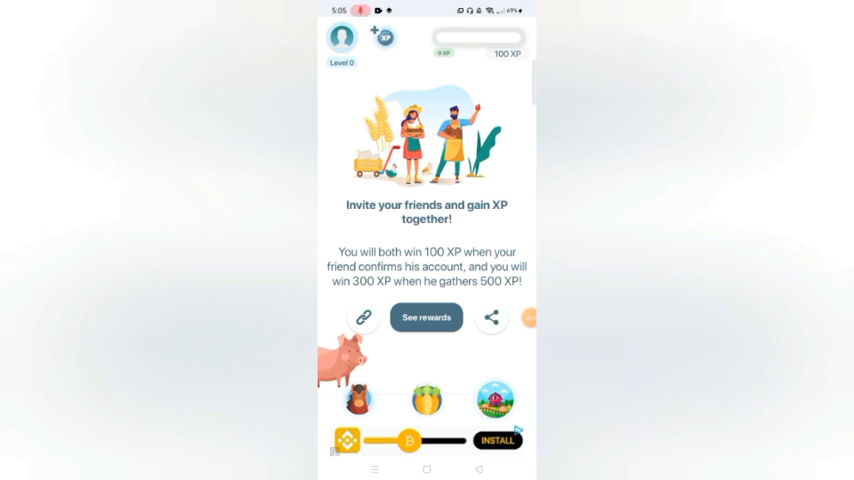 5:05
69%
XP
Level 0
0 XP
100 XP
Invite your friends and gain XP
together!
You will both win 100 XP when your
friend confirms his account, and you will
win 300 XP when he gathers 500 XP!
See rewards
INSTALL